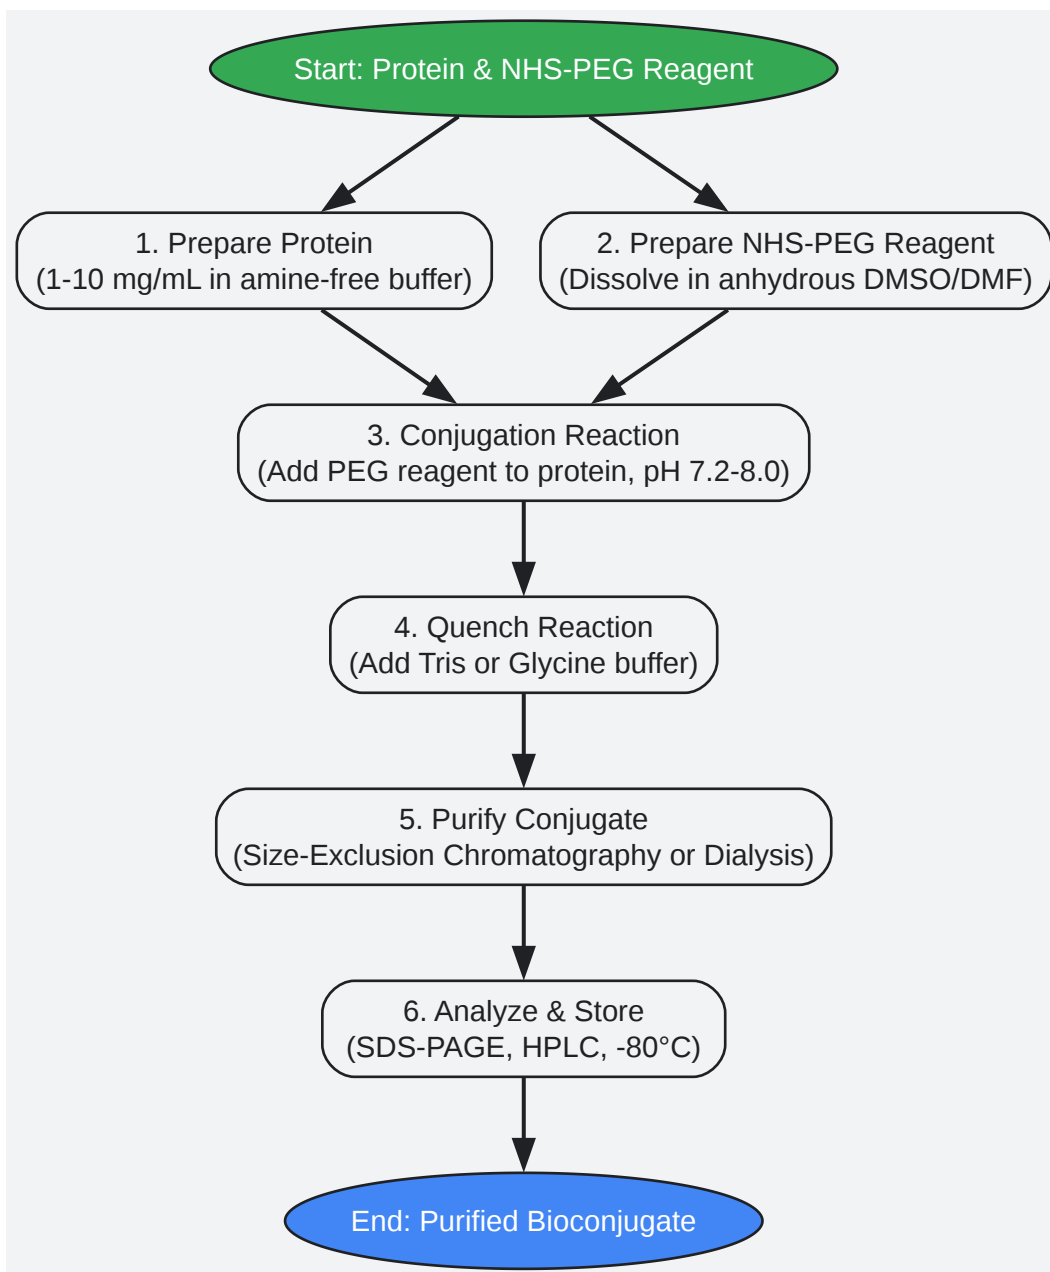 Start: Protein & NHS-PEG Reagent
1. Prepare Protein
(1-10 mg/mL in amine-free buffer)
2. Prepare NHS-PEG Reagent
(Dissolve in anhydrous DMSO/DMF)
3. Conjugation Reaction
(Add PEG reagent to protein, pH 7.2-8.0)
4. Quench Reaction
(Add Tris or Glycine buffer)
5. Purify Conjugate
(Size-Exclusion Chromatography or Dialysis)
6. Analyze & Store
(SDS-PAGE, HPLC, -80°C)
End: Purified Bioconjugate